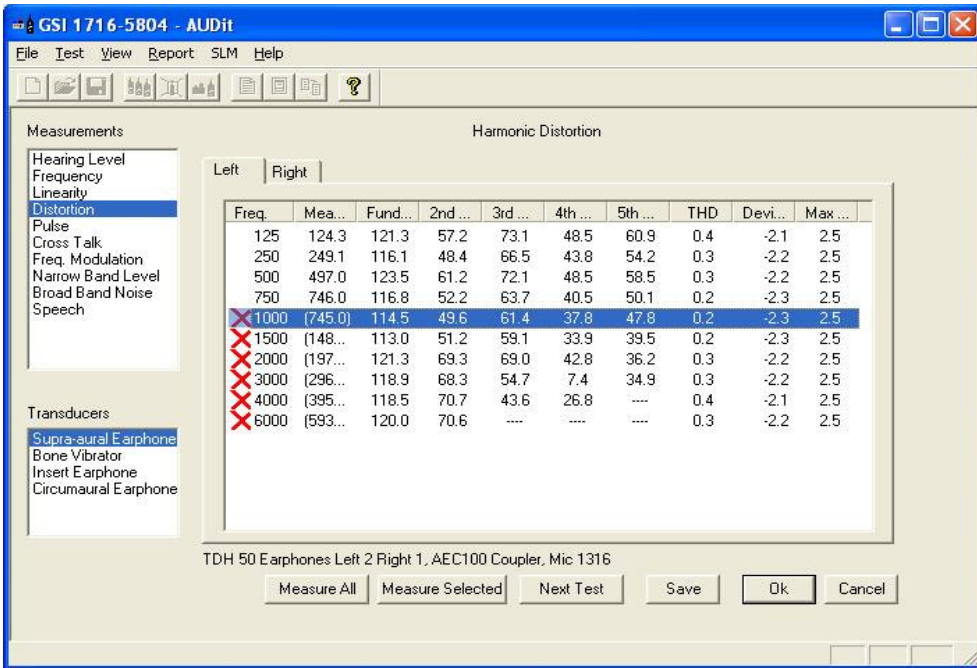 GSI 1716-5804 - AUDit
File Test View Report SLM Help
Measurements
Hearing Level
Frequency
Linearity
Distortion
Pulse
Cross Talk
Freq. Modulation
Narrow Band Level
Broad Band Noise
Speech
Transducers
Supra-aural Earphone
Bone Vibrator
Insert Earphone
Circumaural Earphone
Harmonic Distortion
Left Right
Freq. Mea... Fund... 2nd ... 3rd ... 4th ... 5th ... THD Devi... Max ...
125 124.3 121.3 57.2 73.1 48.5 60.9 0.4 -2.1 2.5
250 249.1 116.1 48.4 66.5 43.8 54.2 0.3 -2.2 2.5
500 497.0 123.5 61.2 72.1 48.5 58.5 0.3 -2.2 2.5
750 746.0 116.8 52.2 63.7 40.5 50.1 0.2 -2.3 2.5
1000 (745.0) 114.5 49.6 61.4 37.8 47.8 0.2 -2.3 2.5
1500 (148... 113.0 51.2 59.1 33.9 39.5 0.2 -2.3 2.5
2000 (197... 121.3 69.3 69.0 42.8 36.2 0.3 -2.2 2.5
3000 (296... 118.9 68.3 54.7 7.4 34.9 0.3 -2.2 2.5
4000 (395... 118.5 70.7 43.6 26.8 ---- 0.4 -2.1 2.5
6000 (593... 120.0 70.6 ---- ---- ---- 0.3 -2.2 2.5
TDH 50 Earphones Left 2 Right 1, AEC100 Coupler, Mic 1316
Measure All Measure Selected Next Test Save Ok Cancel